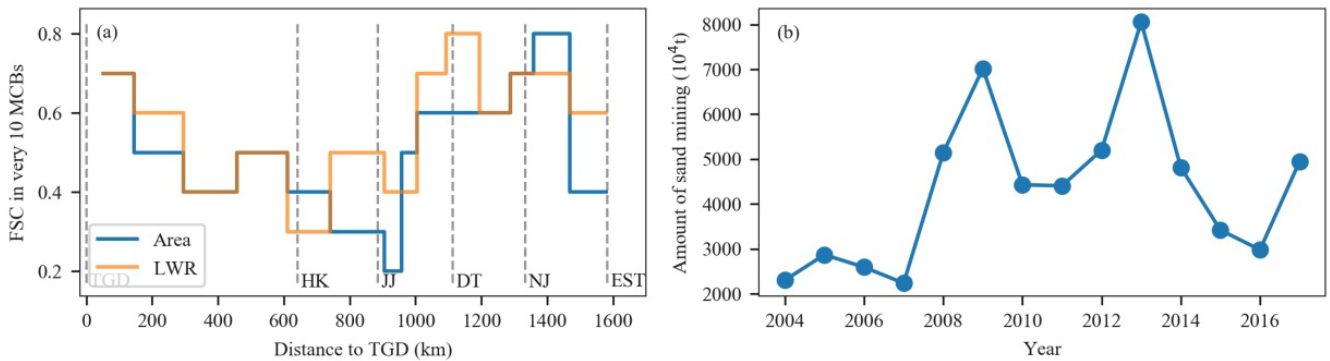 (a)
FSC in very 10 MCBs
0.8
0.6
0.4
0.2
Area
LWR
TGD
HK
JJ
DT
NJ
EST
0 200 400 600 800 1000 1200 1400 1600
Distance to TGD (km)
(b)
Amount of sand mining (10⁴t)
8000
7000
6000
5000
4000
3000
2000
2004 2006 2008 2010 2012 2014 2016
Year